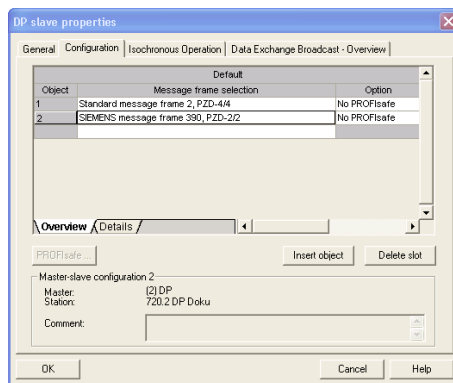 DP slave properties
General Configuration Isochronous Operation Data Exchange Broadcast - Overview
Default
Object Message frame selection Option
1 Standard message frame 2, PZD-4/4 No PROFIsafe
2 SIEMENS message frame 390, PZD-2/2 No PROFIsafe
Overview Details
PROFIsafe ... Insert object Delete slot
Master-slave configuration 2
Master: (2) DP
Station: 720.2 DP Doku
Comment:
OK Cancel Help